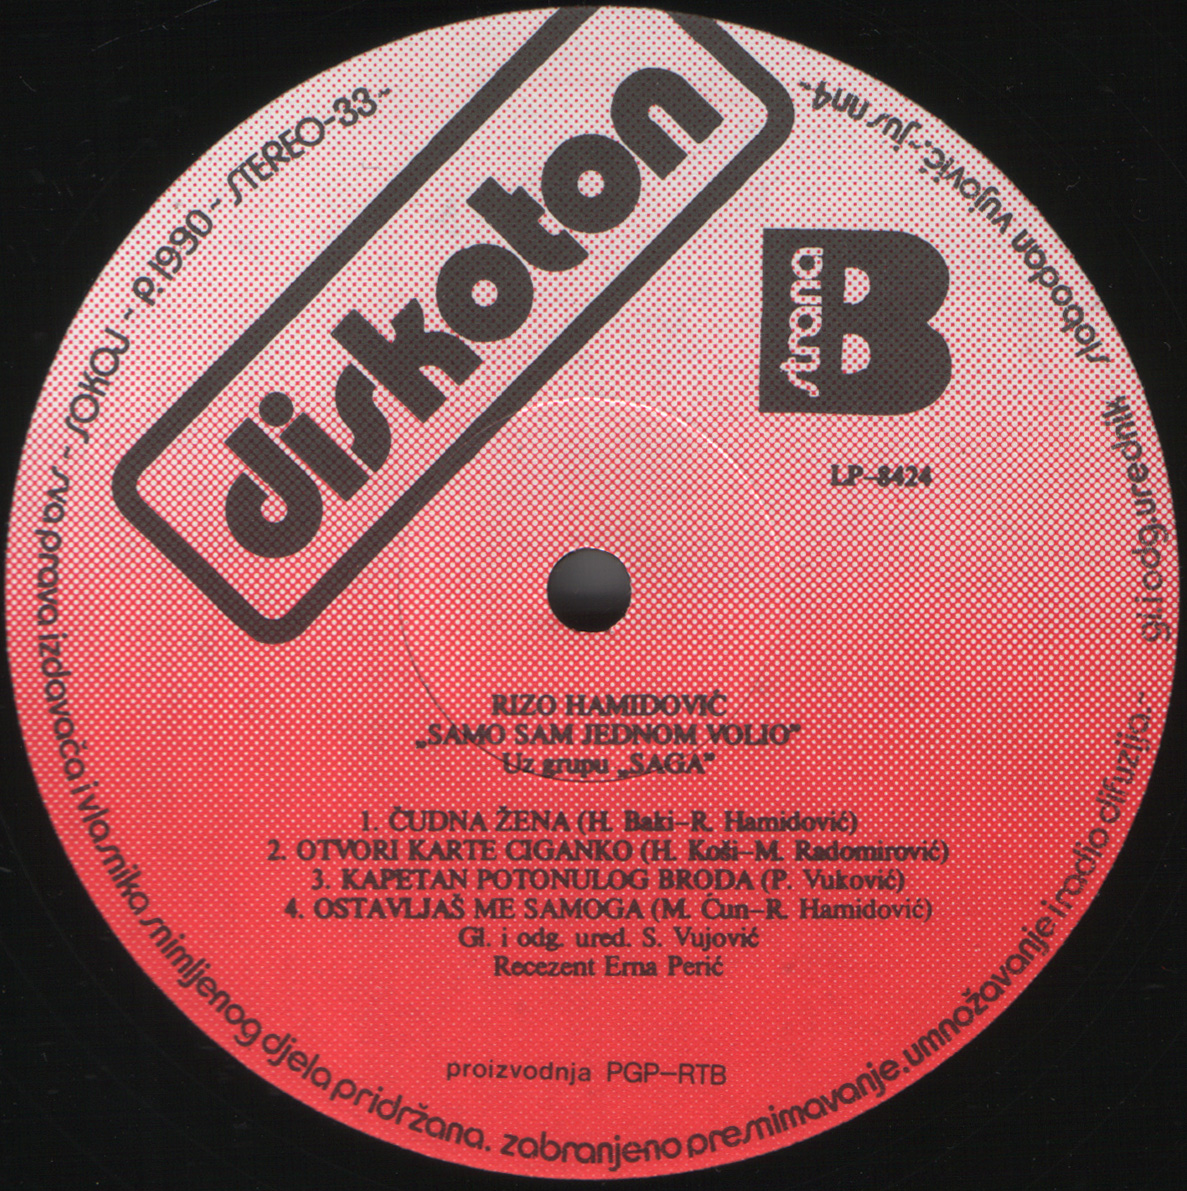 diskoton
strana
B
LP-8424
RIZO HAMIDOVIĆ
„SAMO SAM JEDNOM VOLIO”
Uz grupu „SAGA”
1. ČUDNA ŽENA (H. Baki-R. Hamidović)
2. OTVORI KARTE CIGANKO (H. Koši-M. Radomirović)
3. KAPETAN POTONULOG BRODA (P. Vuković)
4. OSTAVLJAŠ ME SAMOGA (M. Čun-R. Hamidović)
Gl. i odg. ured. S. Vujović
Recezent Erna Perić
proizvodnja PGP-RTB
sva prava izdavača i vlasnika snimljenog djela pridržana. zabranjeno presnimavanje.umnožavanje i radio difuzija.-
gl. i odg.urednik slobodan vujović.-jus nn4-
- SOKOJ - P.1990- STEREO-33-